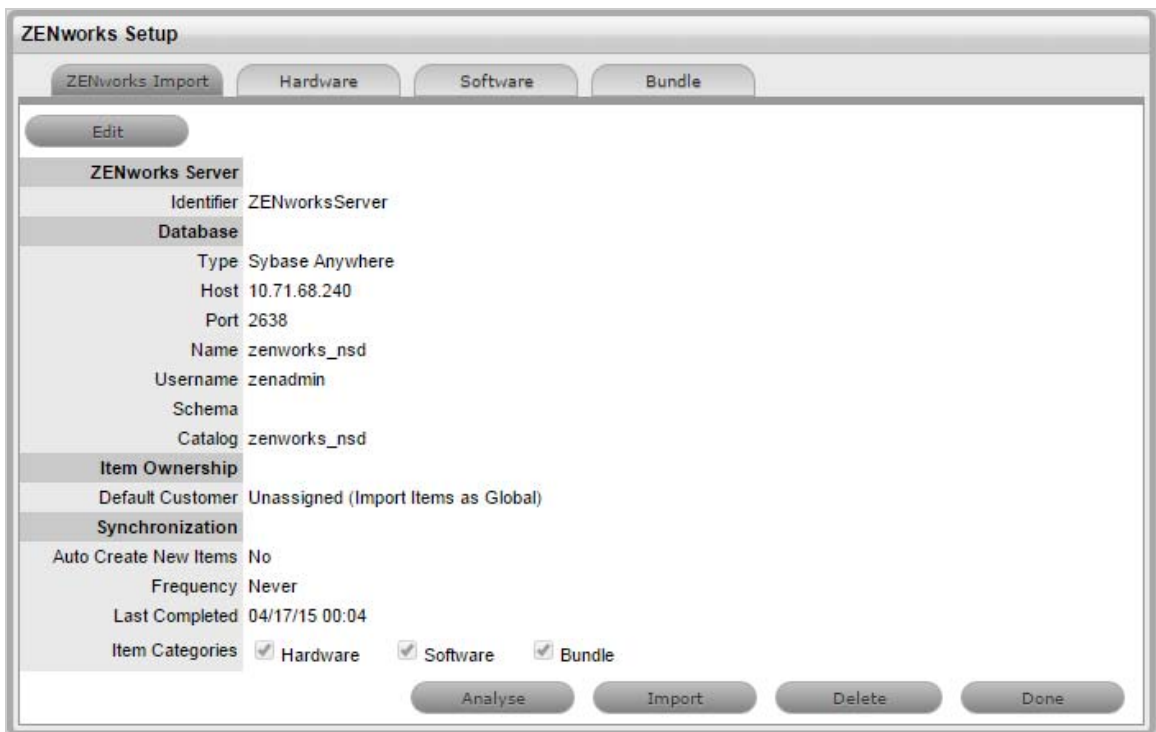 ZENworks Setup
ZENworks Import Hardware Software Bundle
Edit
ZENworks Server
Identifier ZENworksServer
Database
Type Sybase Anywhere
Host 10.71.68.240
Port 2638
Name zenworks_nsd
Username zenadmin
Schema
Catalog zenworks_nsd
Item Ownership
Default Customer Unassigned (Import Items as Global)
Synchronization
Auto Create New Items No
Frequency Never
Last Completed 04/17/15 00:04
Item Categories Hardware Software Bundle
Analyse Import Delete Done